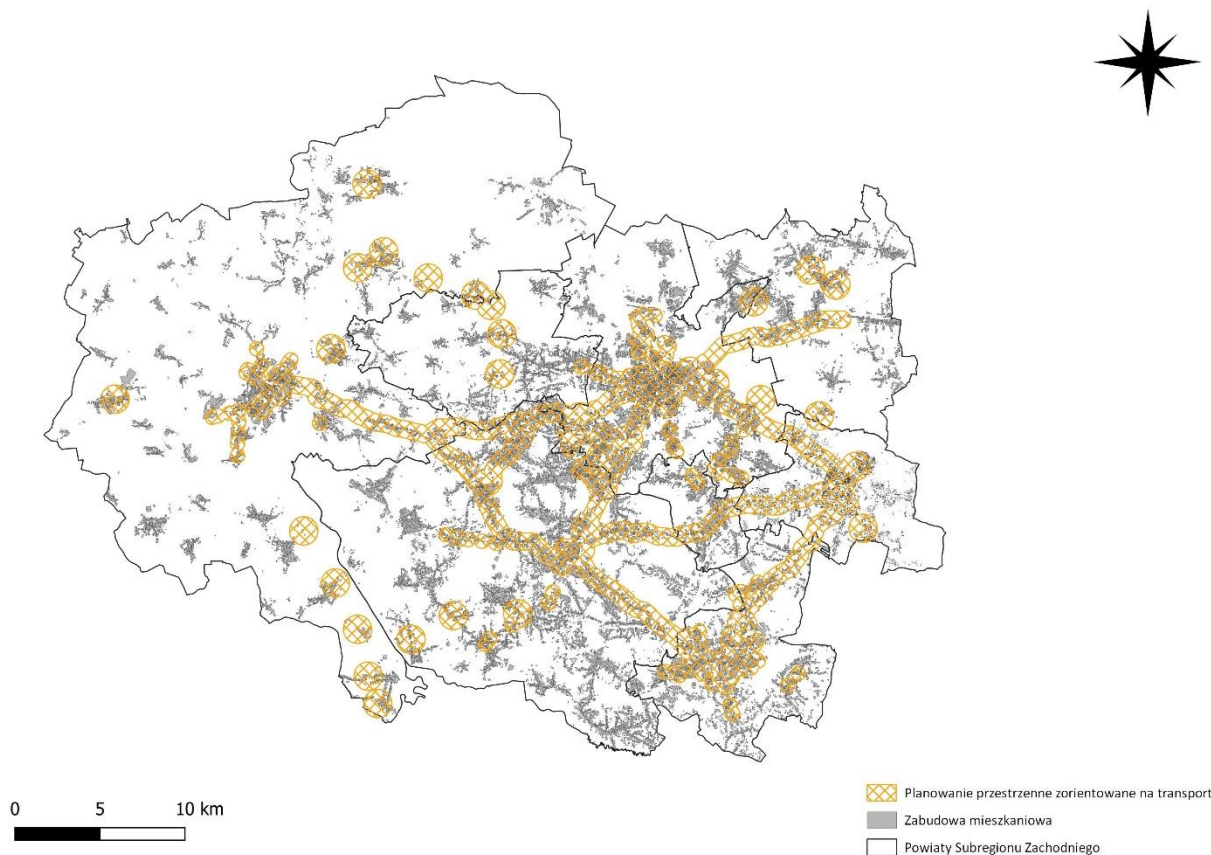 0 5 10 km
Planowanie przestrzenne zorientowane na transport
Zabudowa mieszkaniowa
Powiaty Subregionu Zachodniego